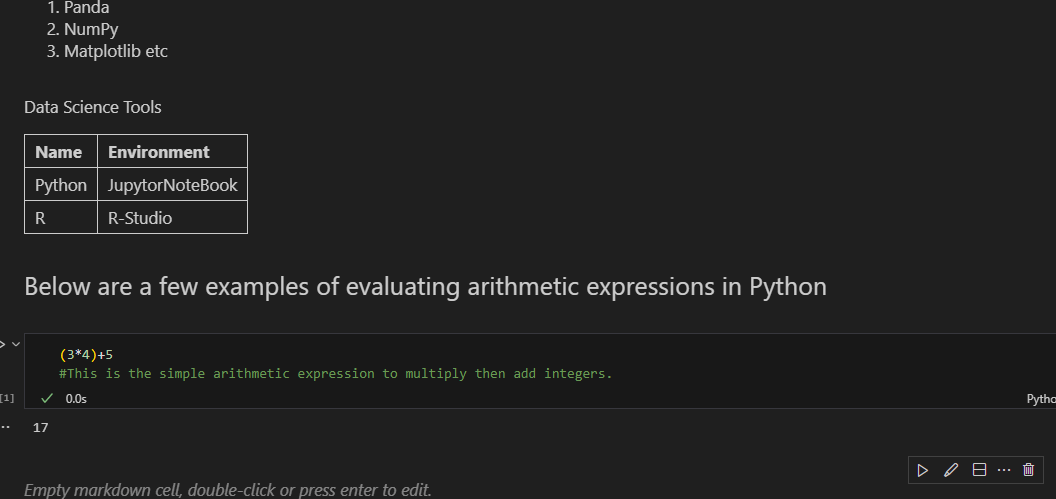 1. Panda
2. NumPy
3. Matplotlib etc
Data Science Tools
Name Environment
Python JupytorNoteBook
R R-Studio
Below are a few examples of evaluating arithmetic expressions in Python
(3*4)+5
#This is the simple arithmetic expression to multiply then add integers.
[1] 0.0s
17
Empty markdown cell, double-click or press enter to edit.